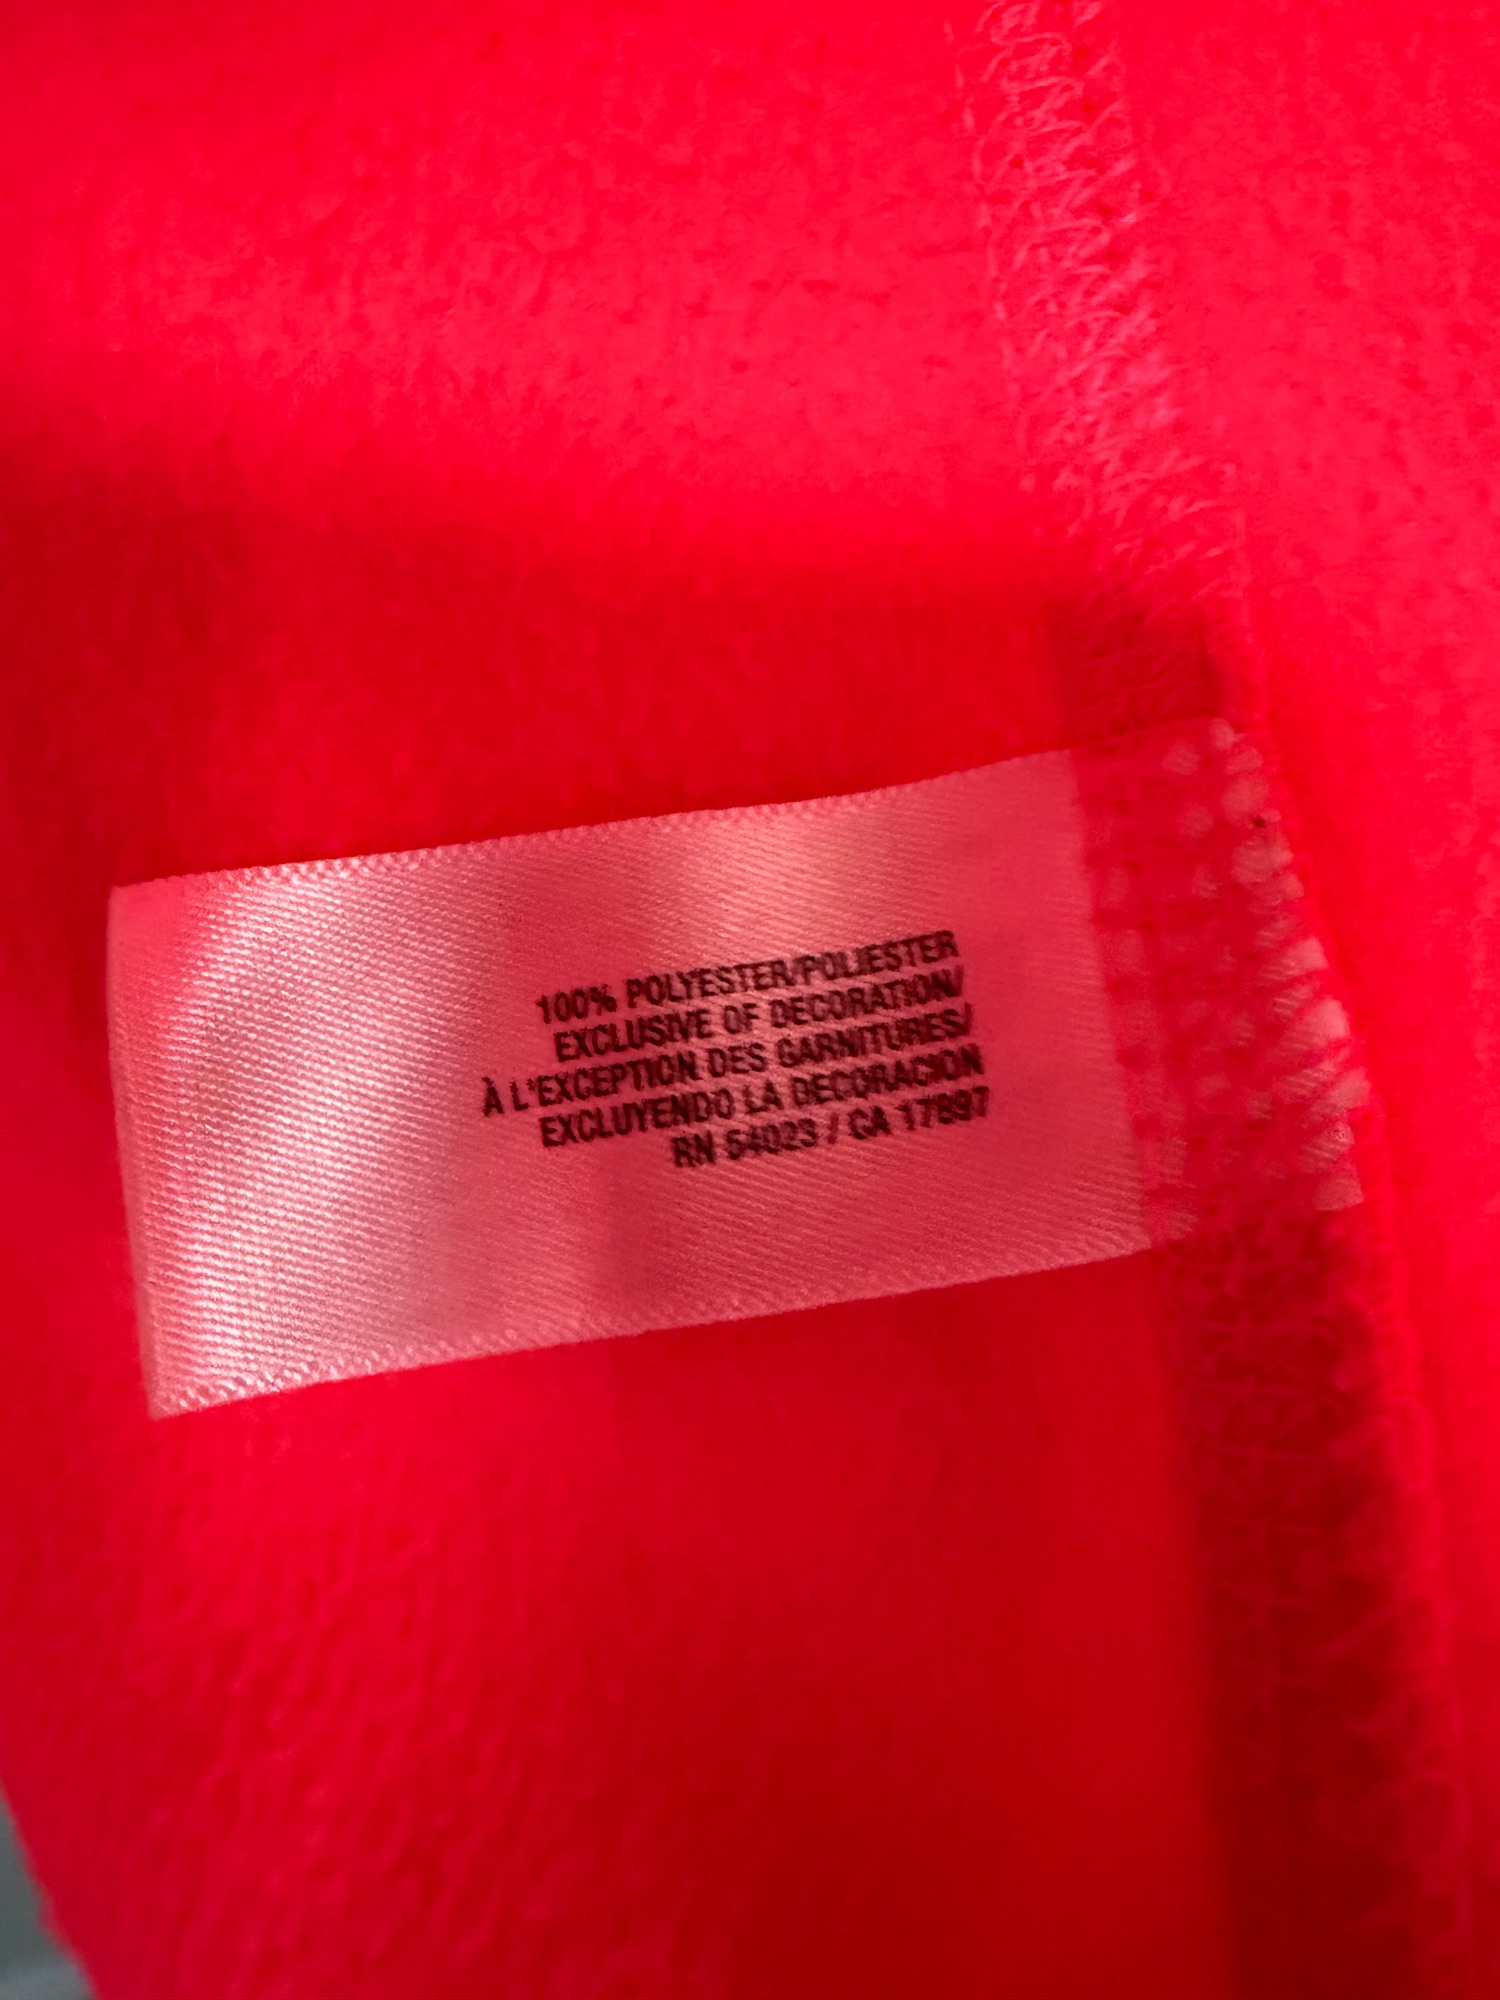 100% POLYESTER/POLIESTER
EXCLUSIVE OF DECORATION/
À L'EXCEPTION DES GARNITURES/
EXCLUYENDO LA DECORACION
RN 54023 / CA 17897